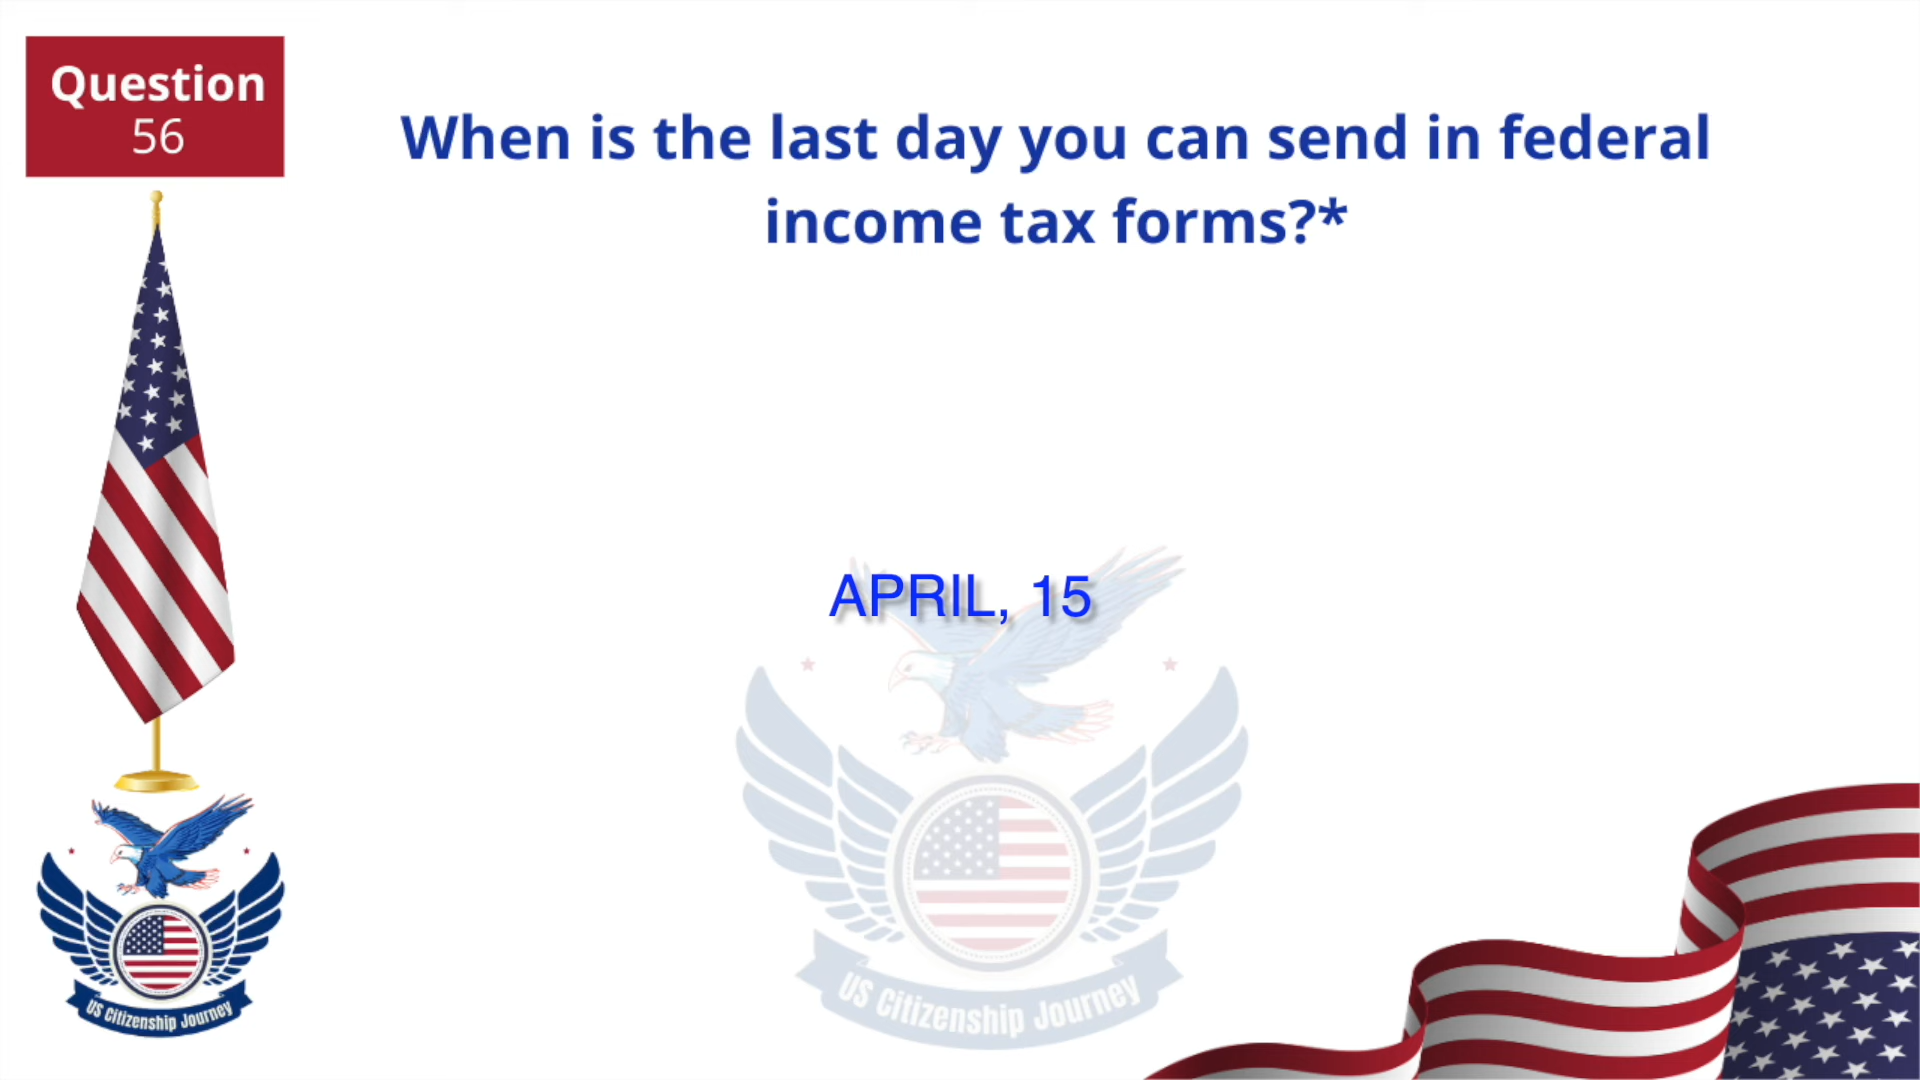 Question
56
When is the last day you can send in federal
income tax forms?*
APRIL, 15
US Citizenship Journey
US Citizenship Journey